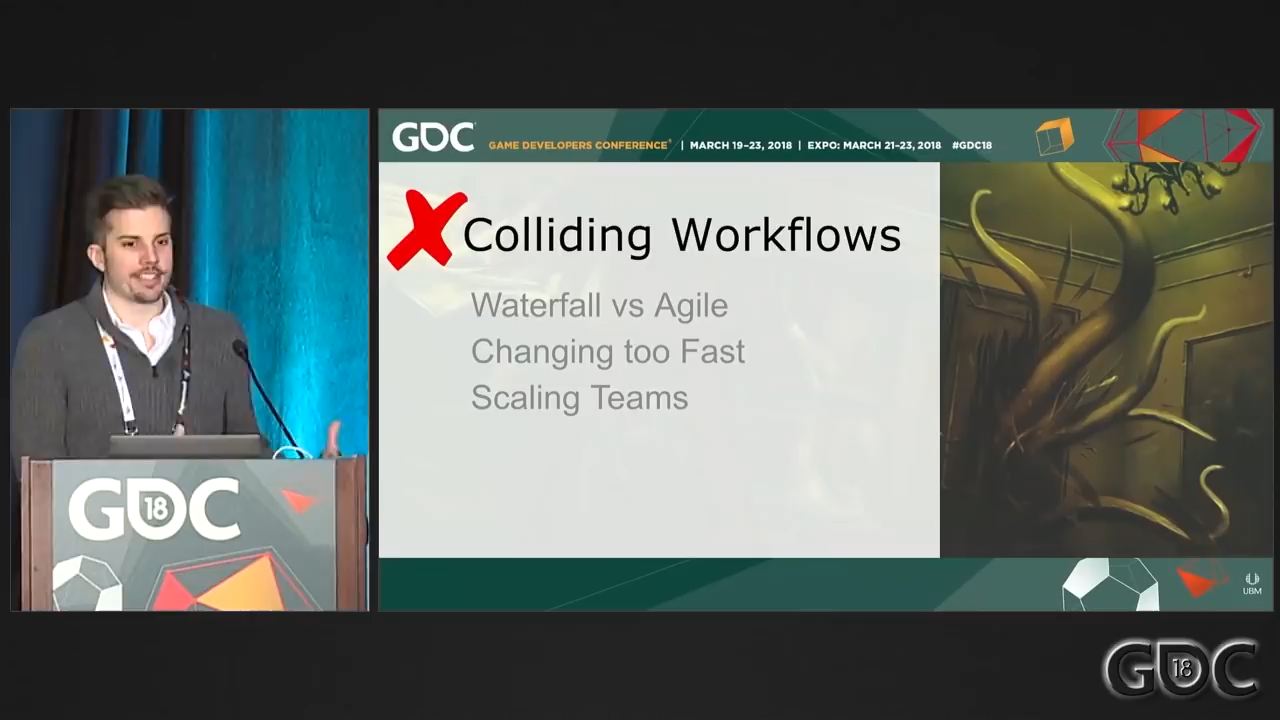 GDC
GAME DEVELOPERS CONFERENCE® | MARCH 19–23, 2018 | EXPO: MARCH 21–23, 2018 #GDC18
Colliding Workflows
Waterfall vs Agile
Changing too Fast
Scaling Teams
UBM
GDC
18
GDC
18